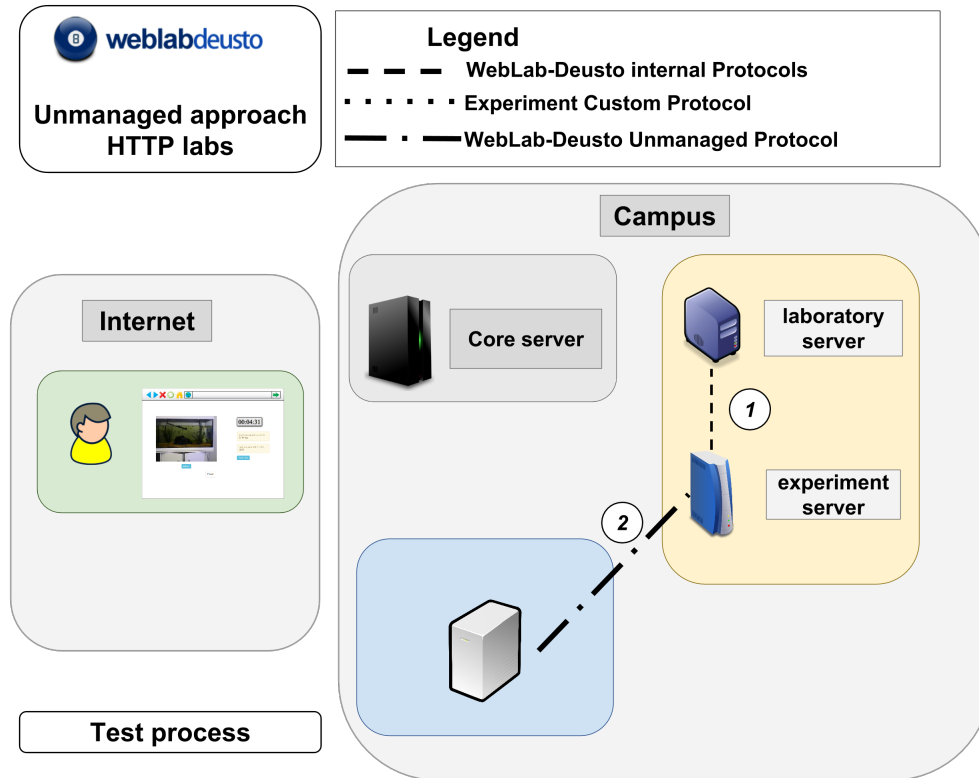 8 weblabdeusto
Unmanaged approach
HTTP labs
Legend
WebLab-Deusto internal Protocols
Experiment Custom Protocol
WebLab-Deusto Unmanaged Protocol
Campus
Internet
Core server
laboratory
server
00:04:31
1
experiment
server
2
Test process